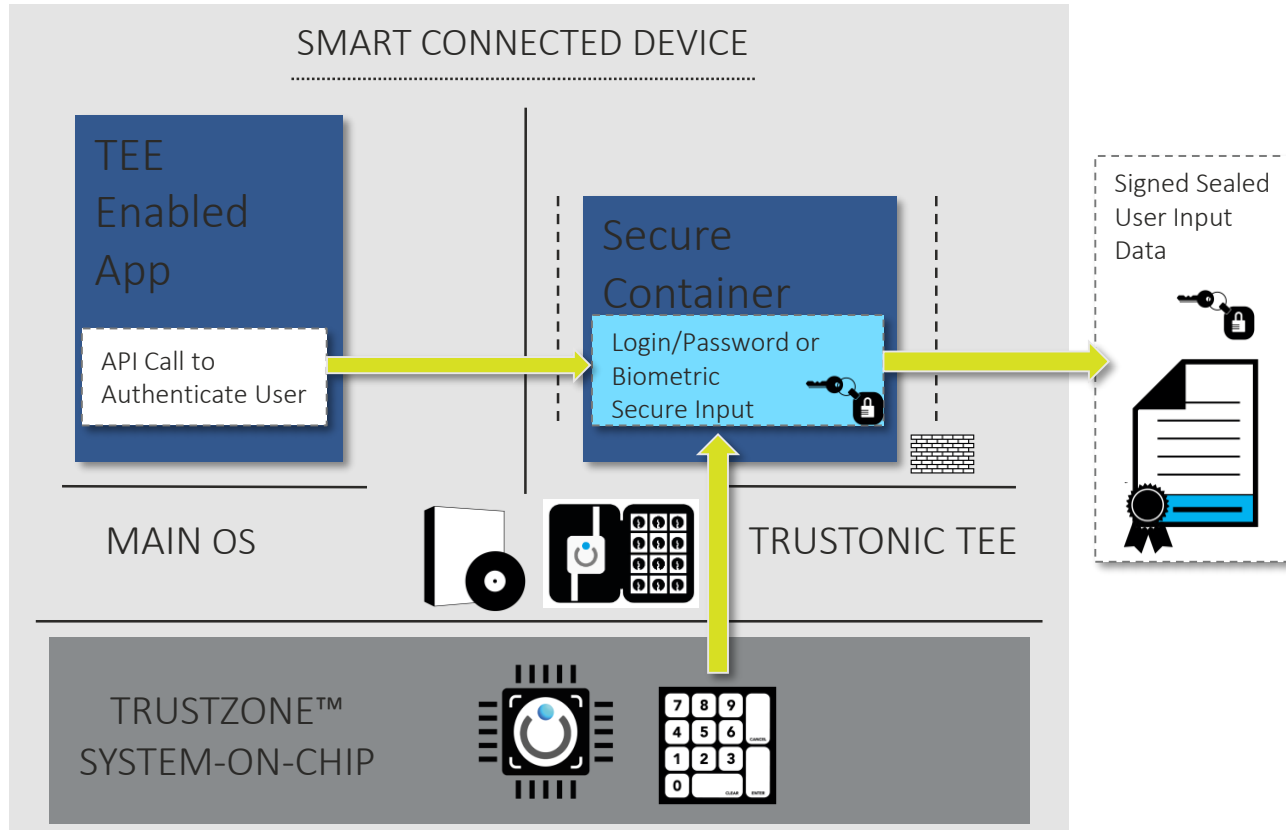 SMART CONNECTED DEVICE
TEE
Enabled
App
API Call to
Authenticate User
Secure
Container
Login/Password or
Biometric
Secure Input
Signed Sealed
User Input
Data
MAIN OS
TRUSTONIC TEE
TRUSTZONE™
SYSTEM-ON-CHIP
7 8 9
4 5 6 CANCEL
1 2 3
0 CLEAR ENTER